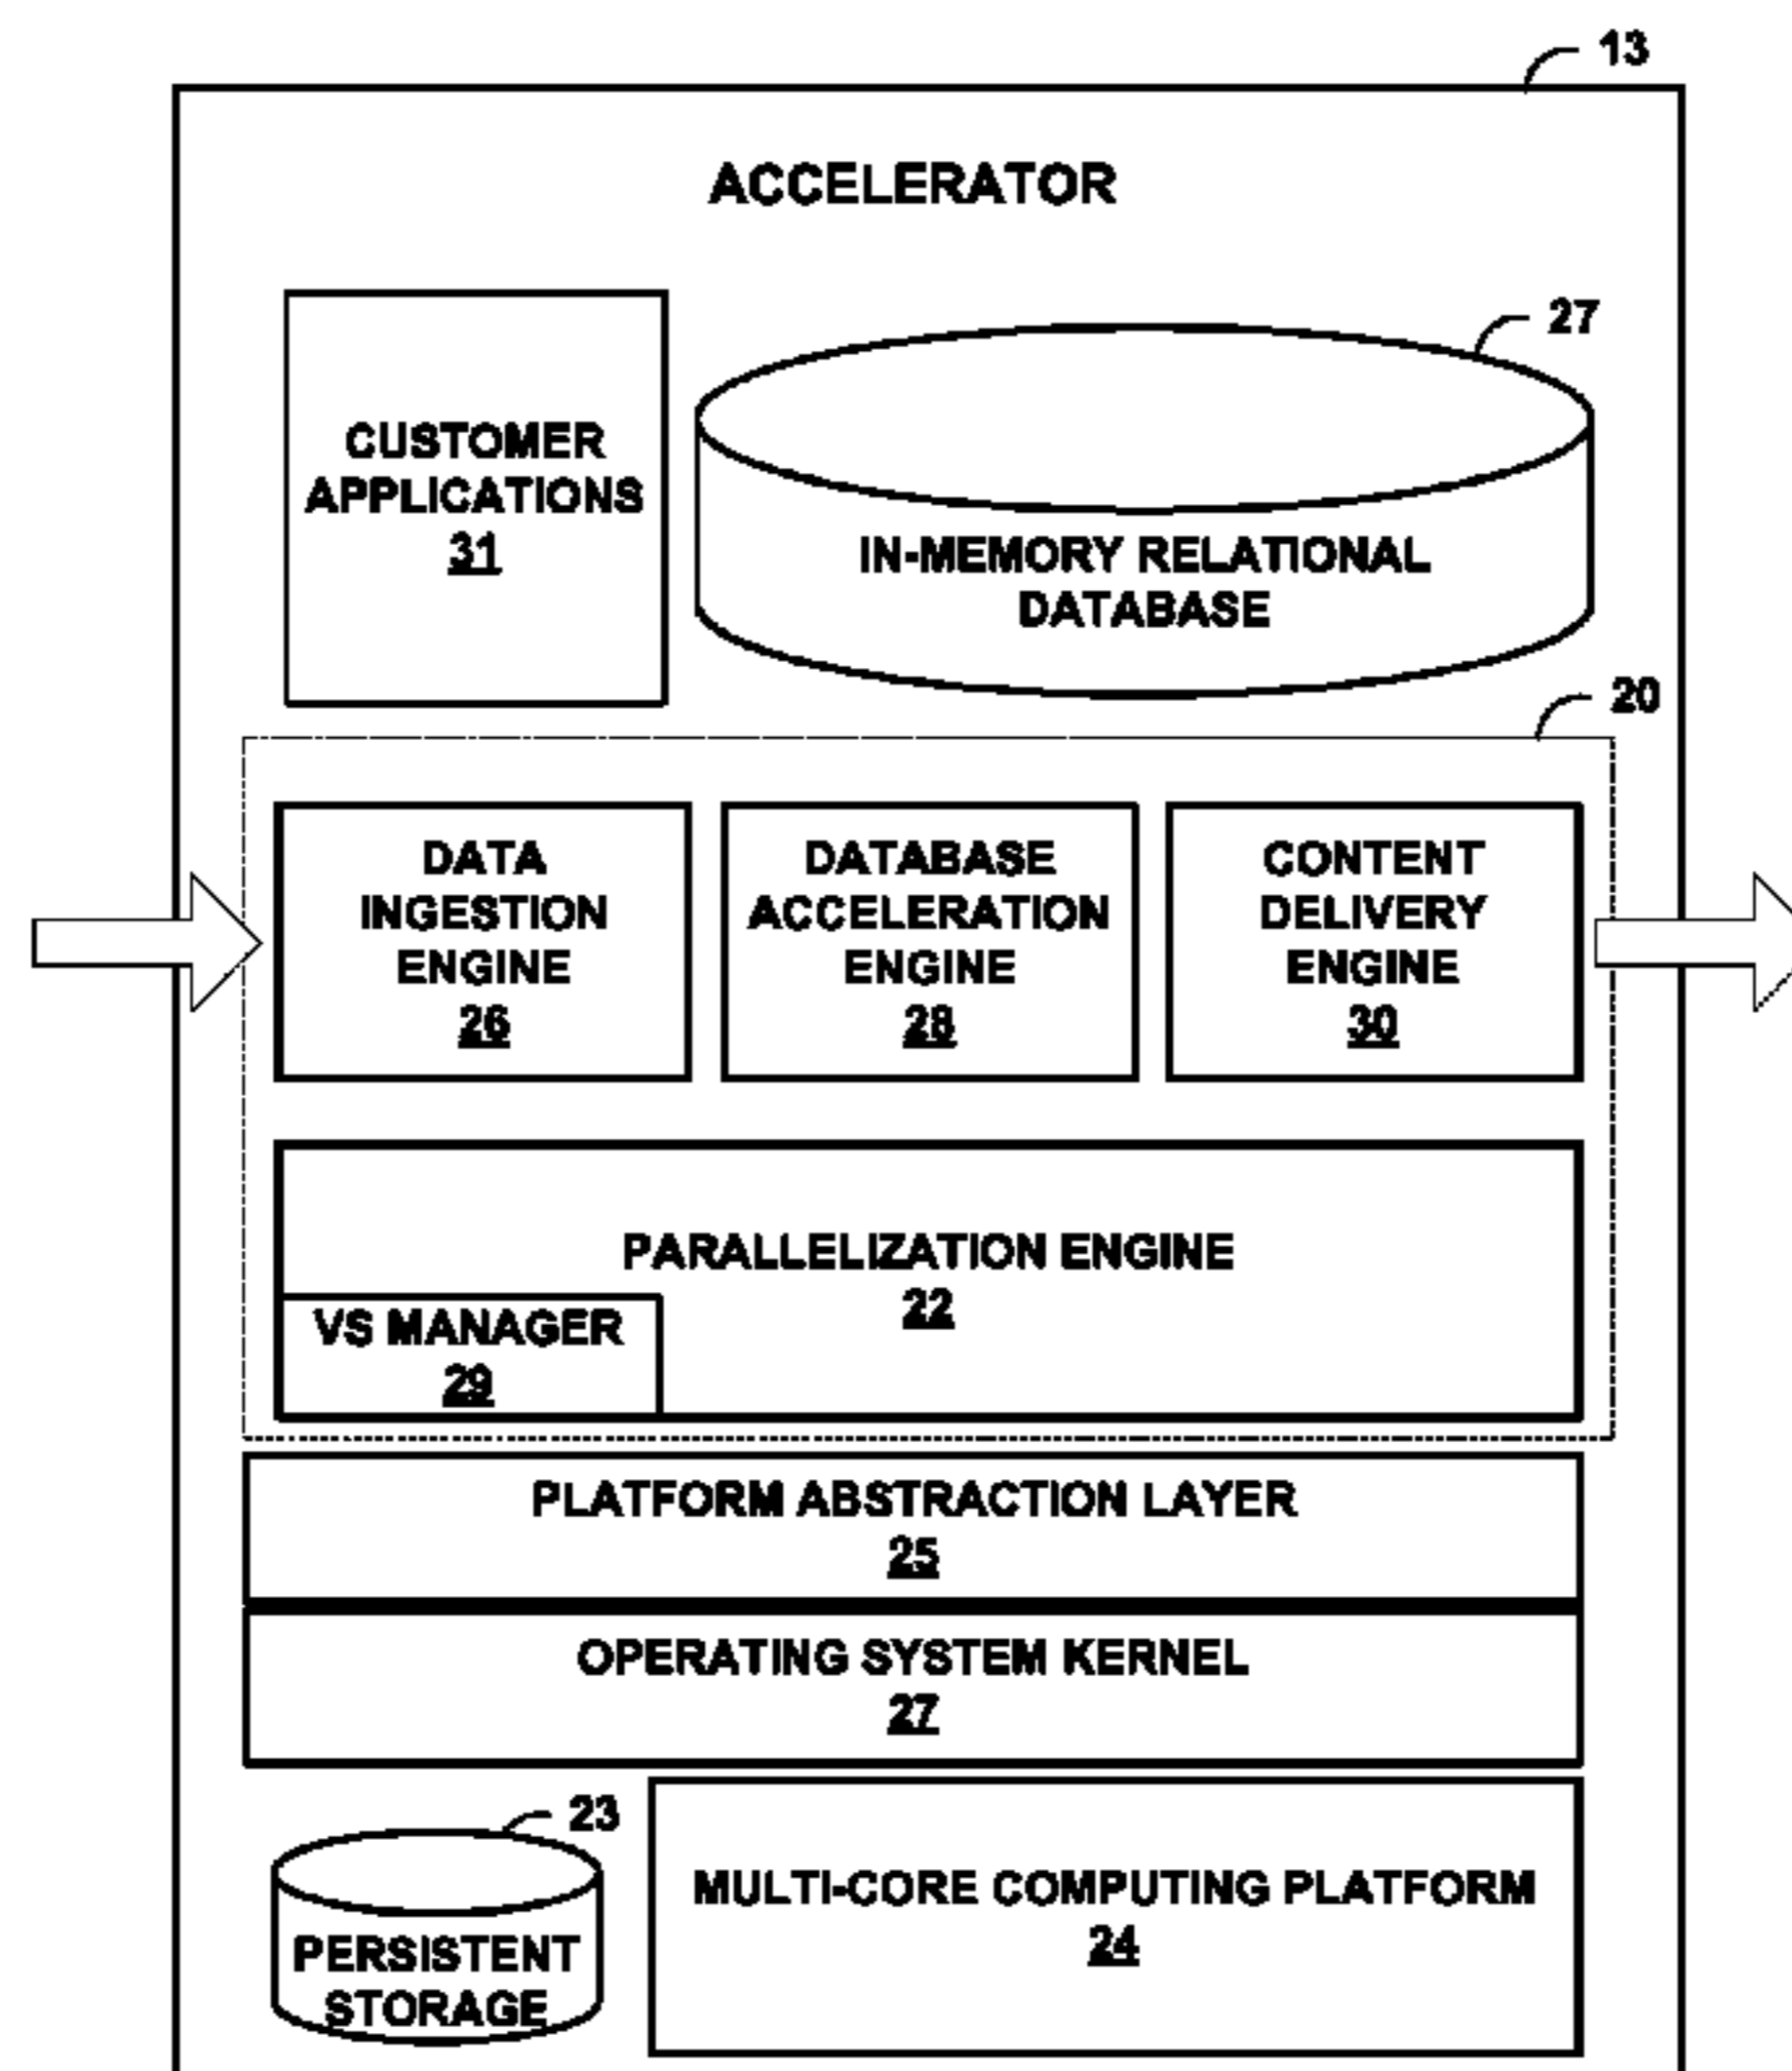 13
ACCELERATOR
27
CUSTOMER
APPLICATIONS
31
IN-MEMORY RELATIONAL
DATABASE
20
DATA
INGESTION
ENGINE
26
DATABASE
ACCELERATION
ENGINE
28
CONTENT
DELIVERY
ENGINE
30
PARALLELIZATION ENGINE
22
VS MANAGER
29
PLATFORM ABSTRACTION LAYER
25
OPERATING SYSTEM KERNEL
27
23
PERSISTENT
STORAGE
MULTI-CORE COMPUTING PLATFORM
24